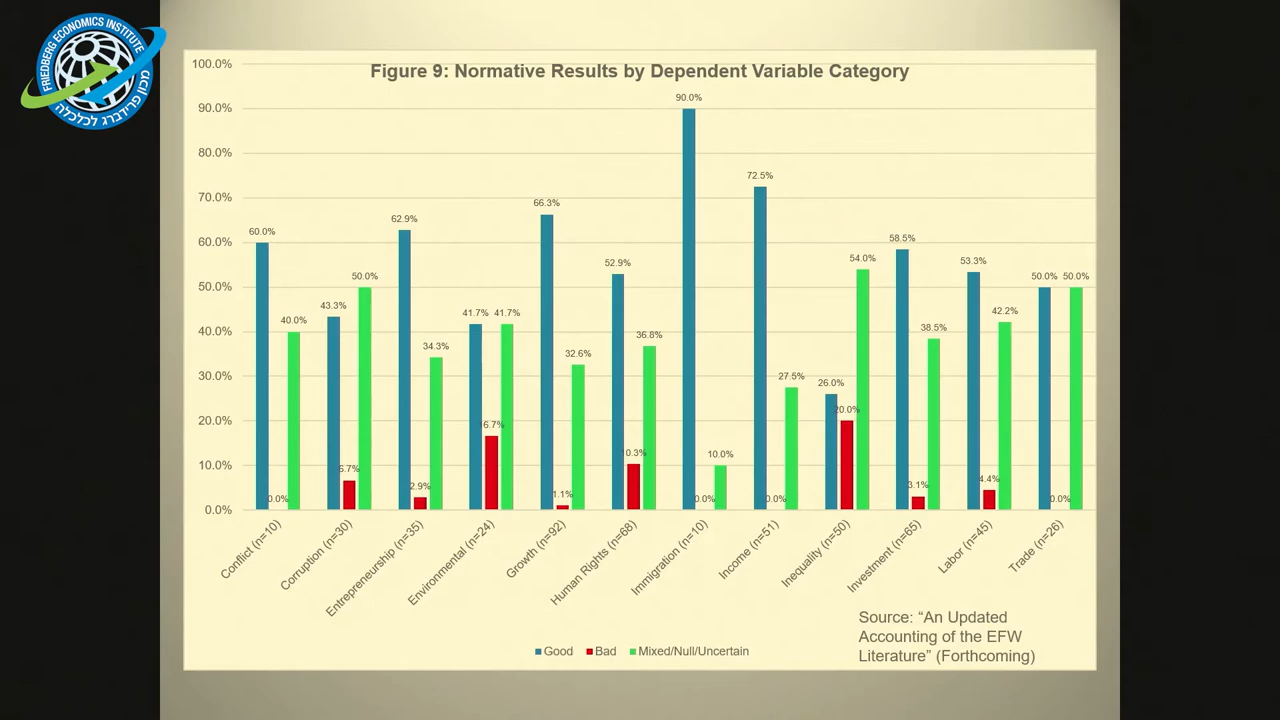 FRIEDBERG ECONOMICS INSTITUTE
מכון פרידברג לכלכלה
Figure 9: Normative Results by Dependent Variable Category
100.0%
90.0%
80.0%
70.0%
60.0%
50.0%
40.0%
30.0%
20.0%
10.0%
0.0%
60.0%
0.0%
40.0%
43.3%
6.7%
50.0%
62.9%
2.9%
34.3%
41.7%
16.7%
41.7%
66.3%
1.1%
32.6%
52.9%
10.3%
36.8%
90.0%
0.0%
10.0%
72.5%
0.0%
27.5%
26.0%
20.0%
54.0%
58.5%
3.1%
38.5%
53.3%
4.4%
42.2%
50.0%
0.0%
50.0%
Conflict (n=10)
Corruption (n=30)
Entrepreneurship (n=35)
Environmental (n=24)
Growth (n=92)
Human Rights (n=68)
Immigration (n=10)
Income (n=51)
Inequality (n=50)
Investment (n=65)
Labor (n=45)
Trade (n=26)
Good Bad Mixed/Null/Uncertain
Source: “An Updated
Accounting of the EFW
Literature” (Forthcoming)